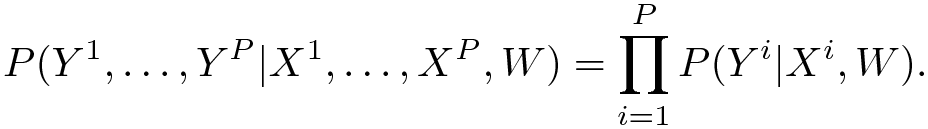 P(Y^1, ..., Y^P|X^1, ..., X^P, W) = ∏_{i=1}^{P} P(Y^i|X^i, W).